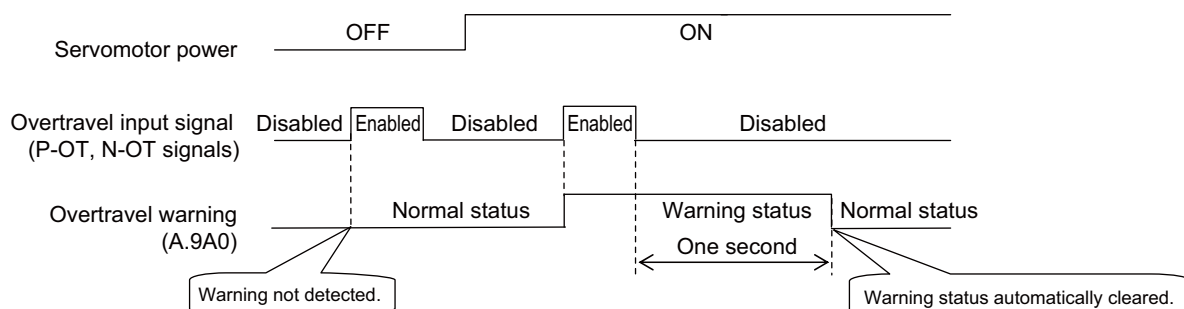 OFF
ON
Servomotor power
Overtravel input signal
(P-OT, N-OT signals)
Disabled
Enabled
Disabled
Enabled
Disabled
Overtravel warning
(A.9A0)
Normal status
Warning status
Normal status
One second
Warning not detected.
Warning status automatically cleared.